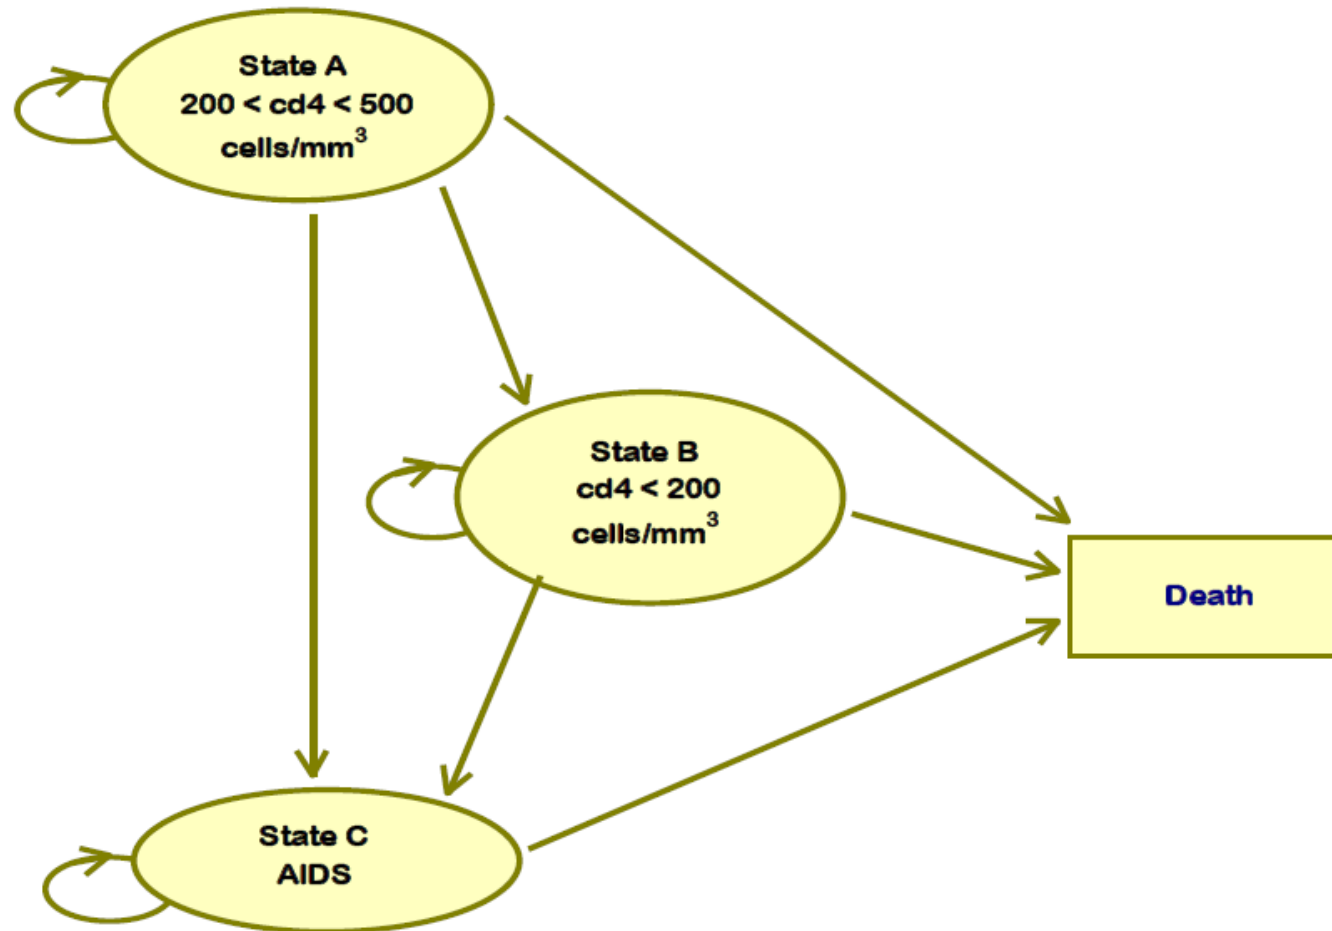 State A
200 < cd4 < 500
cells/mm³
State B
cd4 < 200
cells/mm³
Death
State C
AIDS